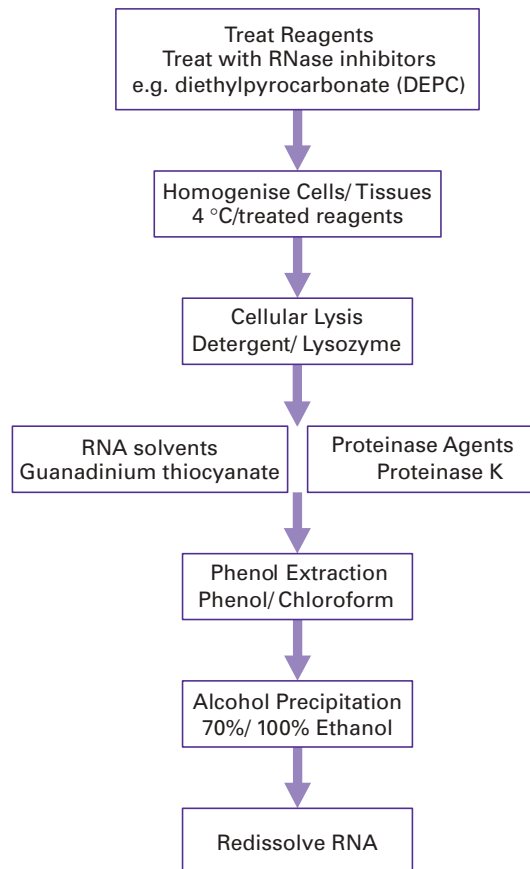 Treat Reagents
Treat with RNase inhibitors
e.g. diethylpyrocarbonate (DEPC)
Homogenise Cells/ Tissues
4 °C/treated reagents
Cellular Lysis
Detergent/ Lysozyme
RNA solvents
Guanadinium thiocyanate
Proteinase Agents
Proteinase K
Phenol Extraction
Phenol/ Chloroform
Alcohol Precipitation
70%/ 100% Ethanol
Redissolve RNA